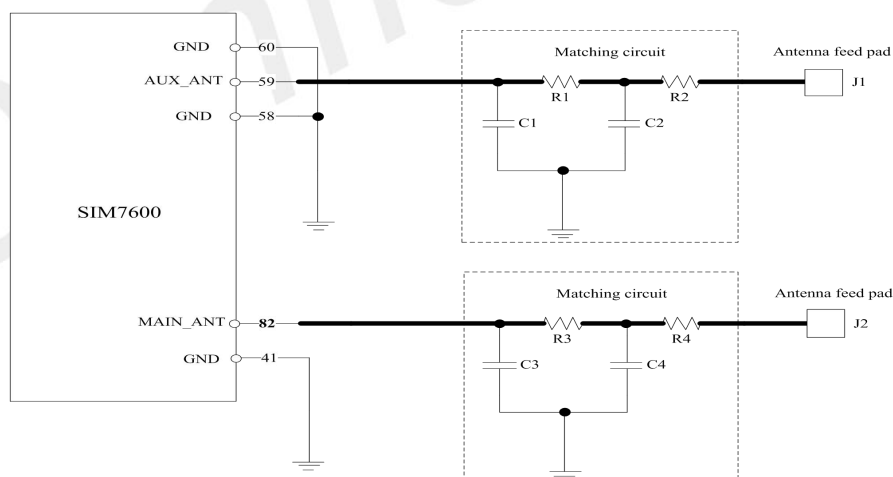 GND 60
AUX_ANT 59
GND 58
SIM7600
MAIN_ANT 82
GND 41
Matching circuit
R1
R2
C1
C2
Antenna feed pad
J1
Matching circuit
R3
R4
C3
C4
Antenna feed pad
J2